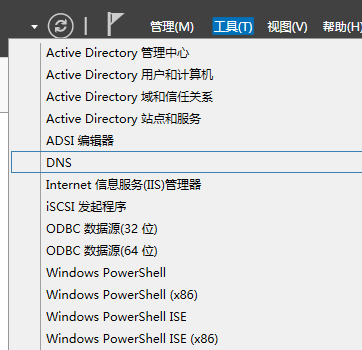 管理(M) 工具(T) 视图(V) 帮助(H)
Active Directory 管理中心
Active Directory 用户和计算机
Active Directory 域和信任关系
Active Directory 站点和服务
ADSI 编辑器
DNS
Internet 信息服务(IIS)管理器
iSCSI 发起程序
ODBC 数据源(32 位)
ODBC 数据源(64 位)
Windows PowerShell
Windows PowerShell (x86)
Windows PowerShell ISE
Windows PowerShell ISE (x86)